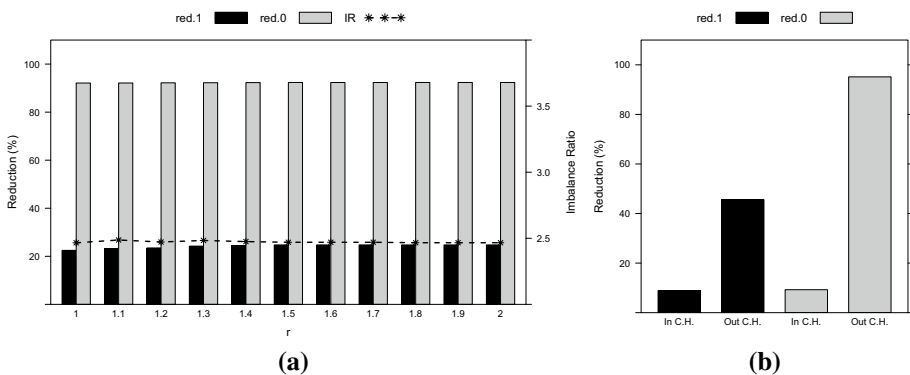 red.1 red.0 IR
Reduction (%)
100
80
60
40
20
3.5
3.0
2.5
Imbalance Ratio
1 1.1 1.2 1.3 1.4 1.5 1.6 1.7 1.8 1.9 2
r
(a)
red.1 red.0
Reduction (%)
100
80
60
40
20
In C.H. Out C.H. In C.H. Out C.H.
(b)